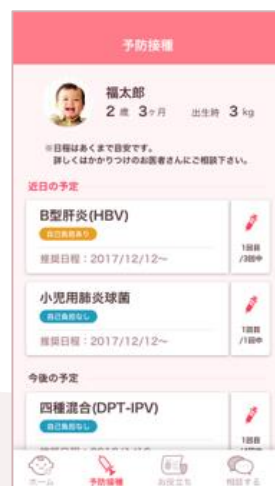 予防接種
福太郎
2 歳 3ヶ月 出生時 3 kg
※日程はあくまで目安です。
詳しくはかかりつけのお医者さんにご相談下さい。
近日の予定
B型肝炎(HBV)
自己負担あり
推奨日程：2017/12/12〜
1回目
/3回中
小児用肺炎球菌
自己負担なし
推奨日程：2017/12/12〜
1回目
/1回中
今後の予定
四種混合(DPT-IPV)
自己負担なし
1回目
ホーム 予防接種 お役立ち 相談する